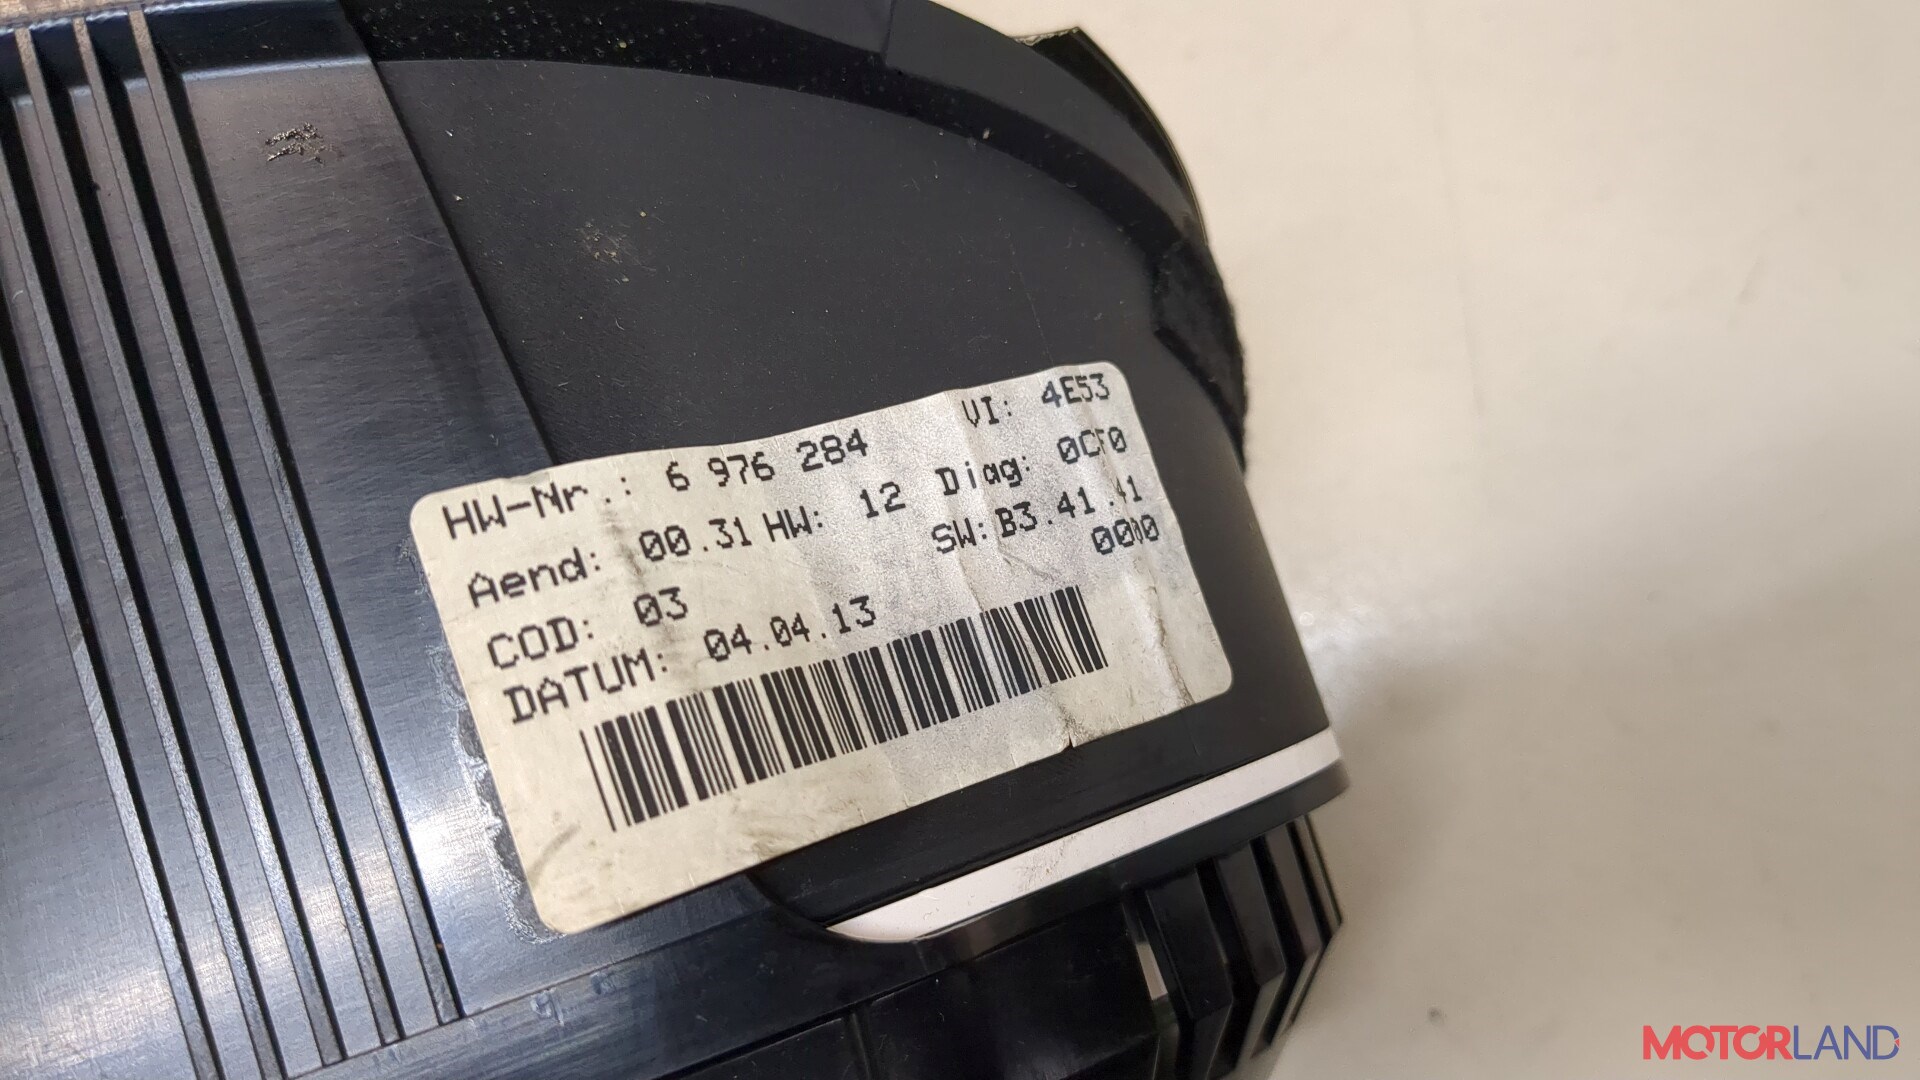 HW-Nr.: 6 976 284 VI: 4E53
Aend: 00.31 HW: 12 Diag: 0CF0
COD: 03 SW: B3.41.41
DATUM: 04.04.13 0000
MOTORLAND